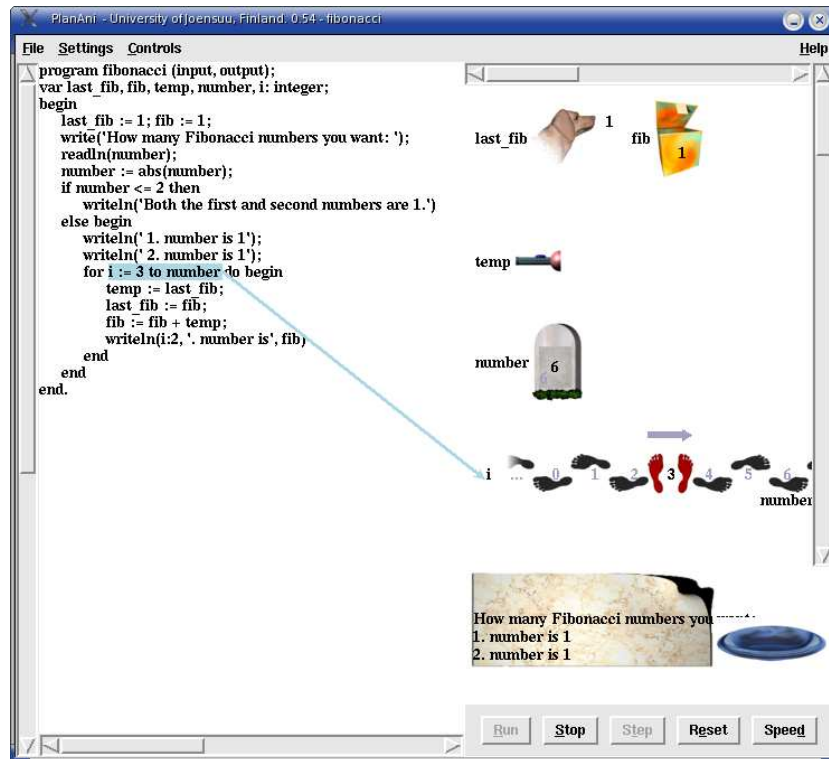 PlanAni - University of Joensuu, Finland. 0.54 - fibonacci
File Settings Controls Help
program fibonacci (input, output);
var last_fib, fib, temp, number, i: integer;
begin
last_fib := 1; fib := 1;
write('How many Fibonacci numbers you want: ');
readln(number);
number := abs(number);
if number <= 2 then
writeln('Both the first and second numbers are 1.')
else begin
writeln(' 1. number is 1');
writeln(' 2. number is 1');
for i := 3 to number do begin
temp := last_fib;
last_fib := fib;
fib := fib + temp;
writeln(i:2, '. number is', fib)
end
end
end.
last_fib 1 fib 1
temp
number 6
6
i ... 0 1 2 3 4 5 6
number
How many Fibonacci numbers you
1. number is 1
2. number is 1
Run Stop Step Reset Speed